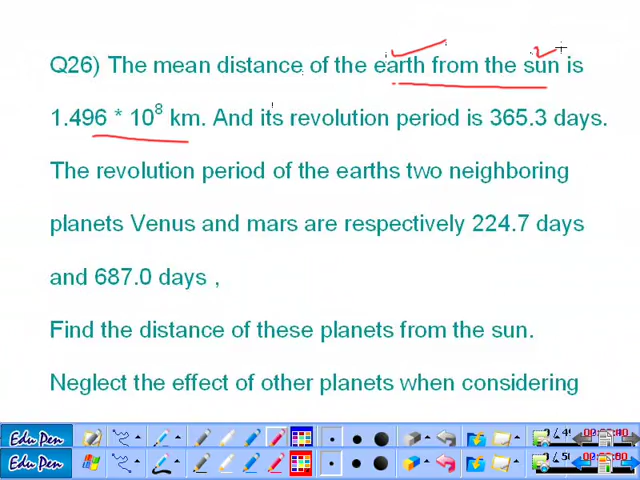 Q26) The mean distance of the earth from the sun is
1.496 * 10⁸ km. And its revolution period is 365.3 days.
The revolution period of the earths two neighboring
planets Venus and mars are respectively 224.7 days
and 687.0 days ,
Find the distance of these planets from the sun.
Neglect the effect of other planets when considering
Edu Pen
Edu Pen